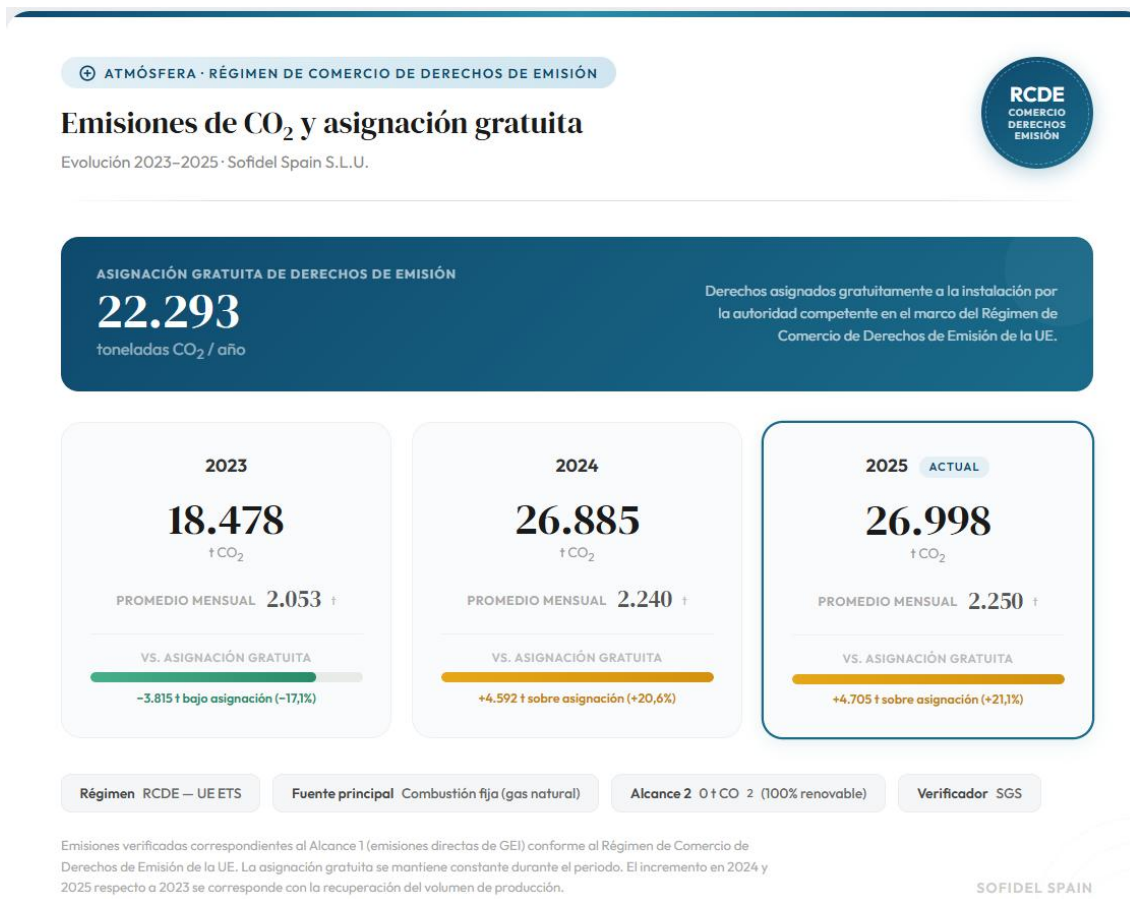 ATMÓSFERA · RÉGIMEN DE COMERCIO DE DERECHOS DE EMISIÓN
Emisiones de CO₂ y asignación gratuita
Evolución 2023–2025 · Sofidel Spain S.L.U.
RCDE
COMERCIO
DERECHOS
EMISIÓN
ASIGNACIÓN GRATUITA DE DERECHOS DE EMISIÓN
22.293
toneladas CO₂ / año
Derechos asignados gratuitamente a la instalación por
la autoridad competente en el marco del Régimen de
Comercio de Derechos de Emisión de la UE.
2023
18.478
t CO₂
PROMEDIO MENSUAL 2.053 t
VS. ASIGNACIÓN GRATUITA
−3.815 t bajo asignación (−17,1%)
2024
26.885
t CO₂
PROMEDIO MENSUAL 2.240 t
VS. ASIGNACIÓN GRATUITA
+4.592 t sobre asignación (+20,6%)
2025 ACTUAL
26.998
t CO₂
PROMEDIO MENSUAL 2.250 t
VS. ASIGNACIÓN GRATUITA
+4.705 t sobre asignación (+21,1%)
Régimen RCDE — UE ETS
Fuente principal Combustión fija (gas natural)
Alcance 2 0 t CO 2 (100% renovable)
Verificador SGS
Emisiones verificadas correspondientes al Alcance 1 (emisiones directas de GEI) conforme al Régimen de Comercio de
Derechos de Emisión de la UE. La asignación gratuita se mantiene constante durante el periodo. El incremento en 2024 y
2025 respecto a 2023 se corresponde con la recuperación del volumen de producción.
SOFIDEL SPAIN